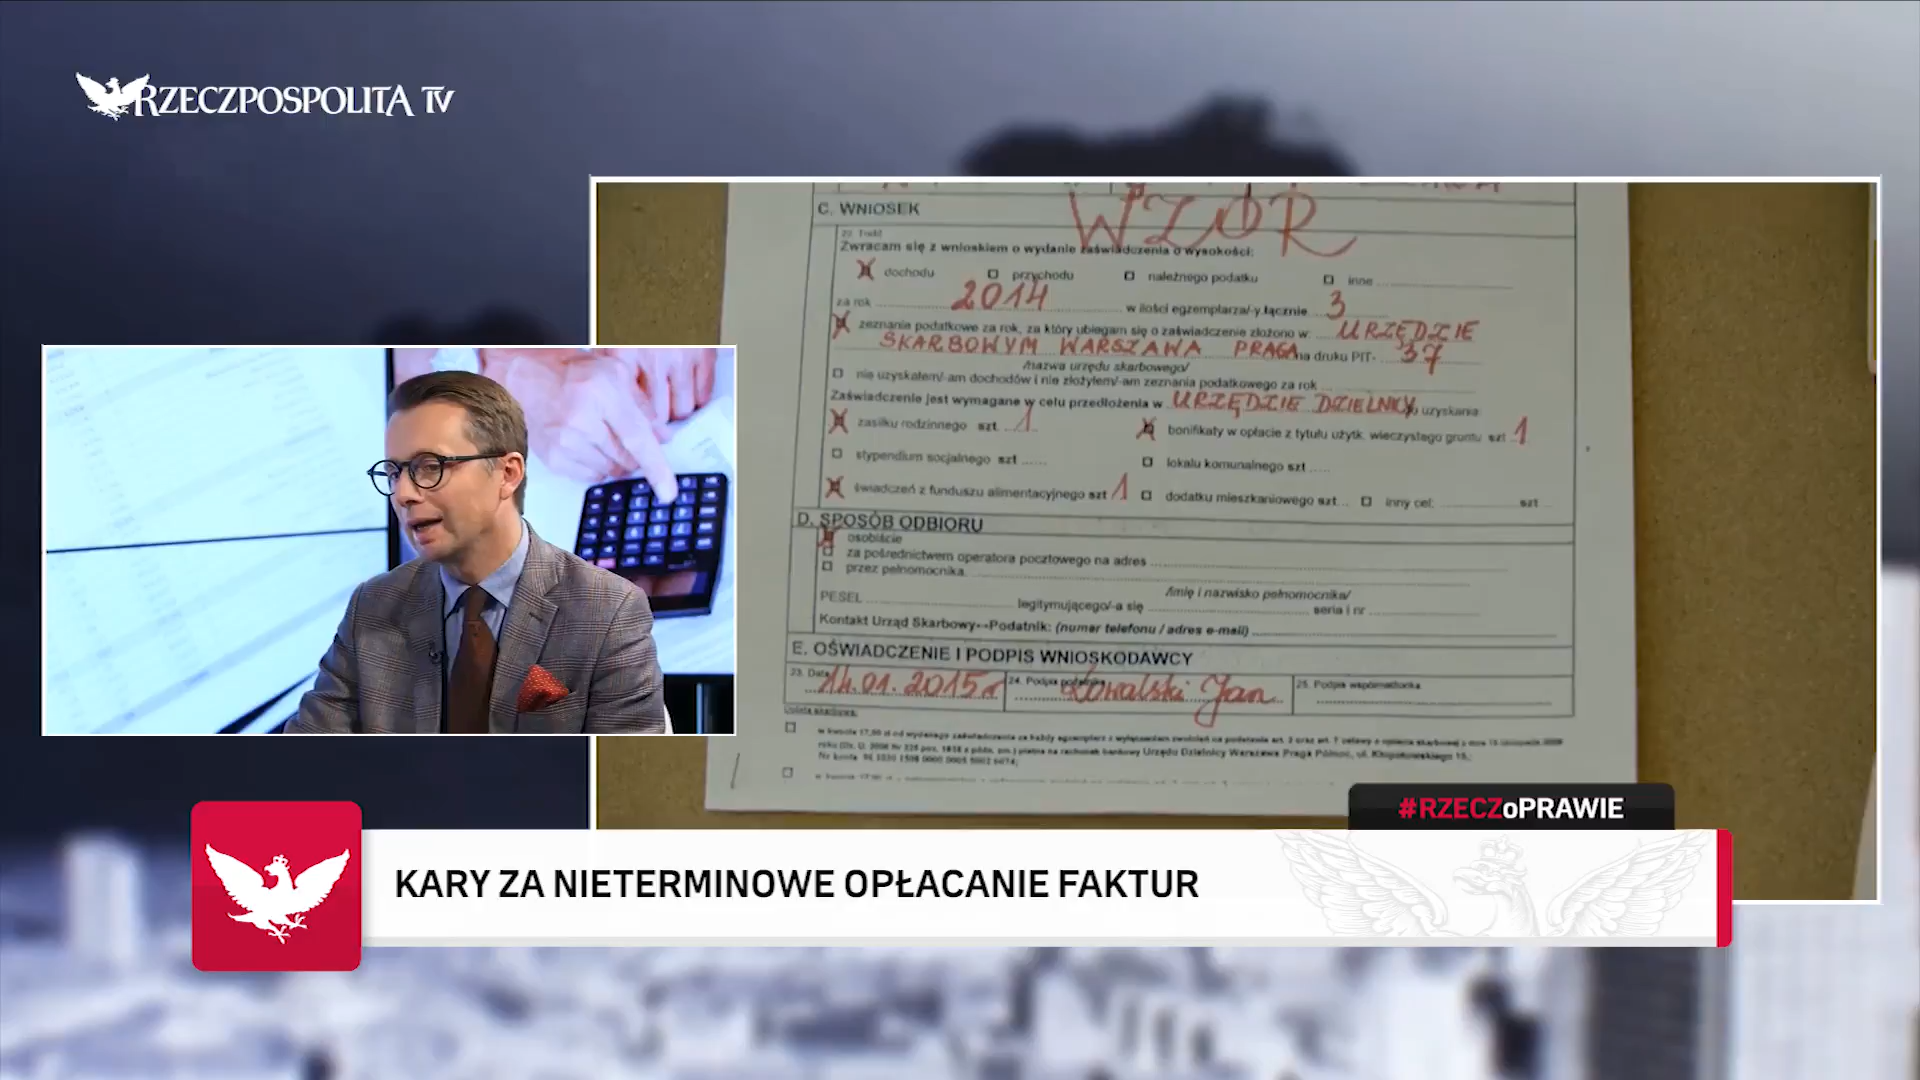 RZECZPOSPOLITA TV
WZÓR
C. WNIOSEK
22. Treść
Zwracam się z wnioskiem o wydanie zaświadczenia o wysokości:
dochodu przychodu należnego podatku inne
za rok 2014 w ilości egzemplarza/-y łącznie 3
zeznanie podatkowe za rok, za który ubiegam się o zaświadczenie złożono w: URZĘDZIE
SKARBOWYM WARSZAWA PRAGA na druku PIT- 37
/nazwa urzędu skarbowego/
nie uzyskałem/-am dochodów i nie złożyłem/-am zeznania podatkowego za rok
Zaświadczenie jest wymagane w celu przedłożenia w URZĘDZIE DZIELNICY uzyskania:
zasiłku rodzinnego szt. 1 bonifikaty w opłacie z tytułu użytk. wieczystego gruntu szt 1
stypendium socjalnego szt ...... lokalu komunalnego szt .....
świadczeń z funduszu alimentacyjnego szt 1 dodatku mieszkaniowego szt... inny cel: szt
D. SPOSÓB ODBIORU
osobiście
za pośrednictwem operatora pocztowego na adres
przez pełnomocnika.
/imię i nazwisko pełnomocnika/
PESEL legitymującego/-a się seria i nr
Kontakt Urząd Skarbowy--Podatnik: (numer telefonu / adres e-mail)
E. OŚWIADCZENIE I PODPIS WNIOSKODAWCY
23. Data 14.01.2015 r 24. Podpis podatnika Kowalski Jan 25. Podpis współmałżonka
Opłata skarbowa:
#RZECZoPRAWIE
KARY ZA NIETERMINOWE OPŁACANIE FAKTUR